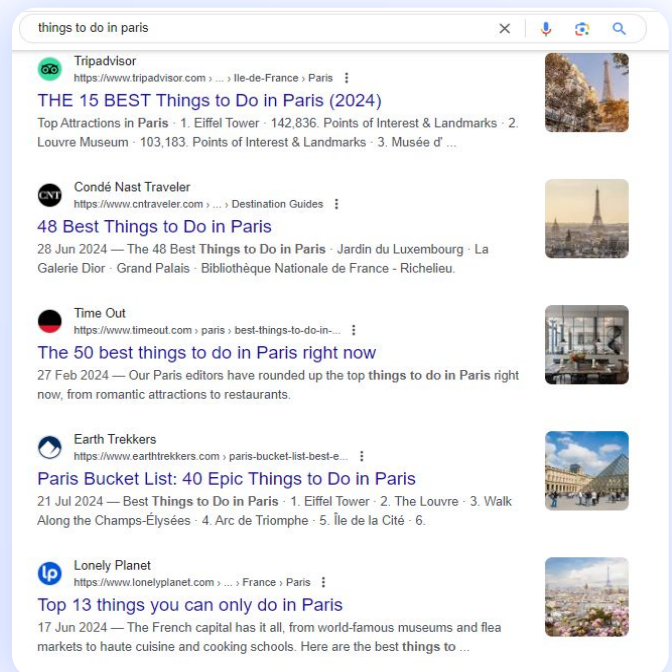 things to do in paris
Tripadvisor
https://www.tripadvisor.com › ... › Ile-de-France › Paris
THE 15 BEST Things to Do in Paris (2024)
Top Attractions in Paris · 1. Eiffel Tower · 142,836. Points of Interest & Landmarks · 2.
Louvre Museum · 103,183. Points of Interest & Landmarks · 3. Musée d' ...
CNT
Condé Nast Traveler
https://www.cntraveler.com › ... › Destination Guides
48 Best Things to Do in Paris
28 Jun 2024 — The 48 Best Things to Do in Paris · Jardin du Luxembourg · La
Galerie Dior · Grand Palais · Bibliothèque Nationale de France - Richelieu.
Time Out
https://www.timeout.com › paris › best-things-to-do-in-...
The 50 best things to do in Paris right now
27 Feb 2024 — Our Paris editors have rounded up the top things to do in Paris right
now, from romantic attractions to restaurants.
Earth Trekkers
https://www.earthtrekkers.com › paris-bucket-list-best-e...
Paris Bucket List: 40 Epic Things to Do in Paris
21 Jul 2024 — Best Things to Do in Paris · 1. Eiffel Tower · 2. The Louvre · 3. Walk
Along the Champs-Élysées · 4. Arc de Triomphe · 5. Île de la Cité · 6.
lp
Lonely Planet
https://www.lonelyplanet.com › ... › France › Paris
Top 13 things you can only do in Paris
17 Jun 2024 — The French capital has it all, from world-famous museums and flea
markets to haute cuisine and cooking schools. Here are the best things to ...